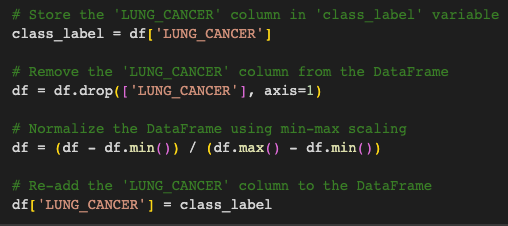 # Store the 'LUNG_CANCER' column in 'class_label' variable
class_label = df['LUNG_CANCER']
# Remove the 'LUNG_CANCER' column from the DataFrame
df = df.drop(['LUNG_CANCER'], axis=1)
# Normalize the DataFrame using min-max scaling
df = (df - df.min()) / (df.max() - df.min())
# Re-add the 'LUNG_CANCER' column to the DataFrame
df['LUNG_CANCER'] = class_label